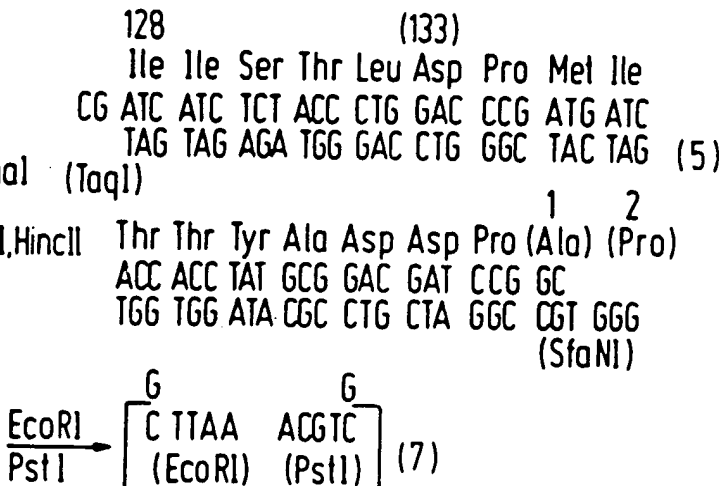 128 (133)
Ile Ile Ser Thr Leu Asp Pro Met Ile
CG ATC ATC TCT ACC CTG GAC CCG ATG ATC
TAG TAG AGA TGG GAC CTG GGC TAC TAG (5)
(TaqI)
1 2
I,HincII Thr Thr Tyr Ala Asp Asp Pro (Ala) (Pro)
ACC ACC TAT GCG GAC GAT CCG GC
TGG TGG ATA CGC CTG CTA GGC CGT GGG
(SfaNI)
G G
EcoRI C TTAA ACGTC (7)
PstI (EcoRI) (PstI)